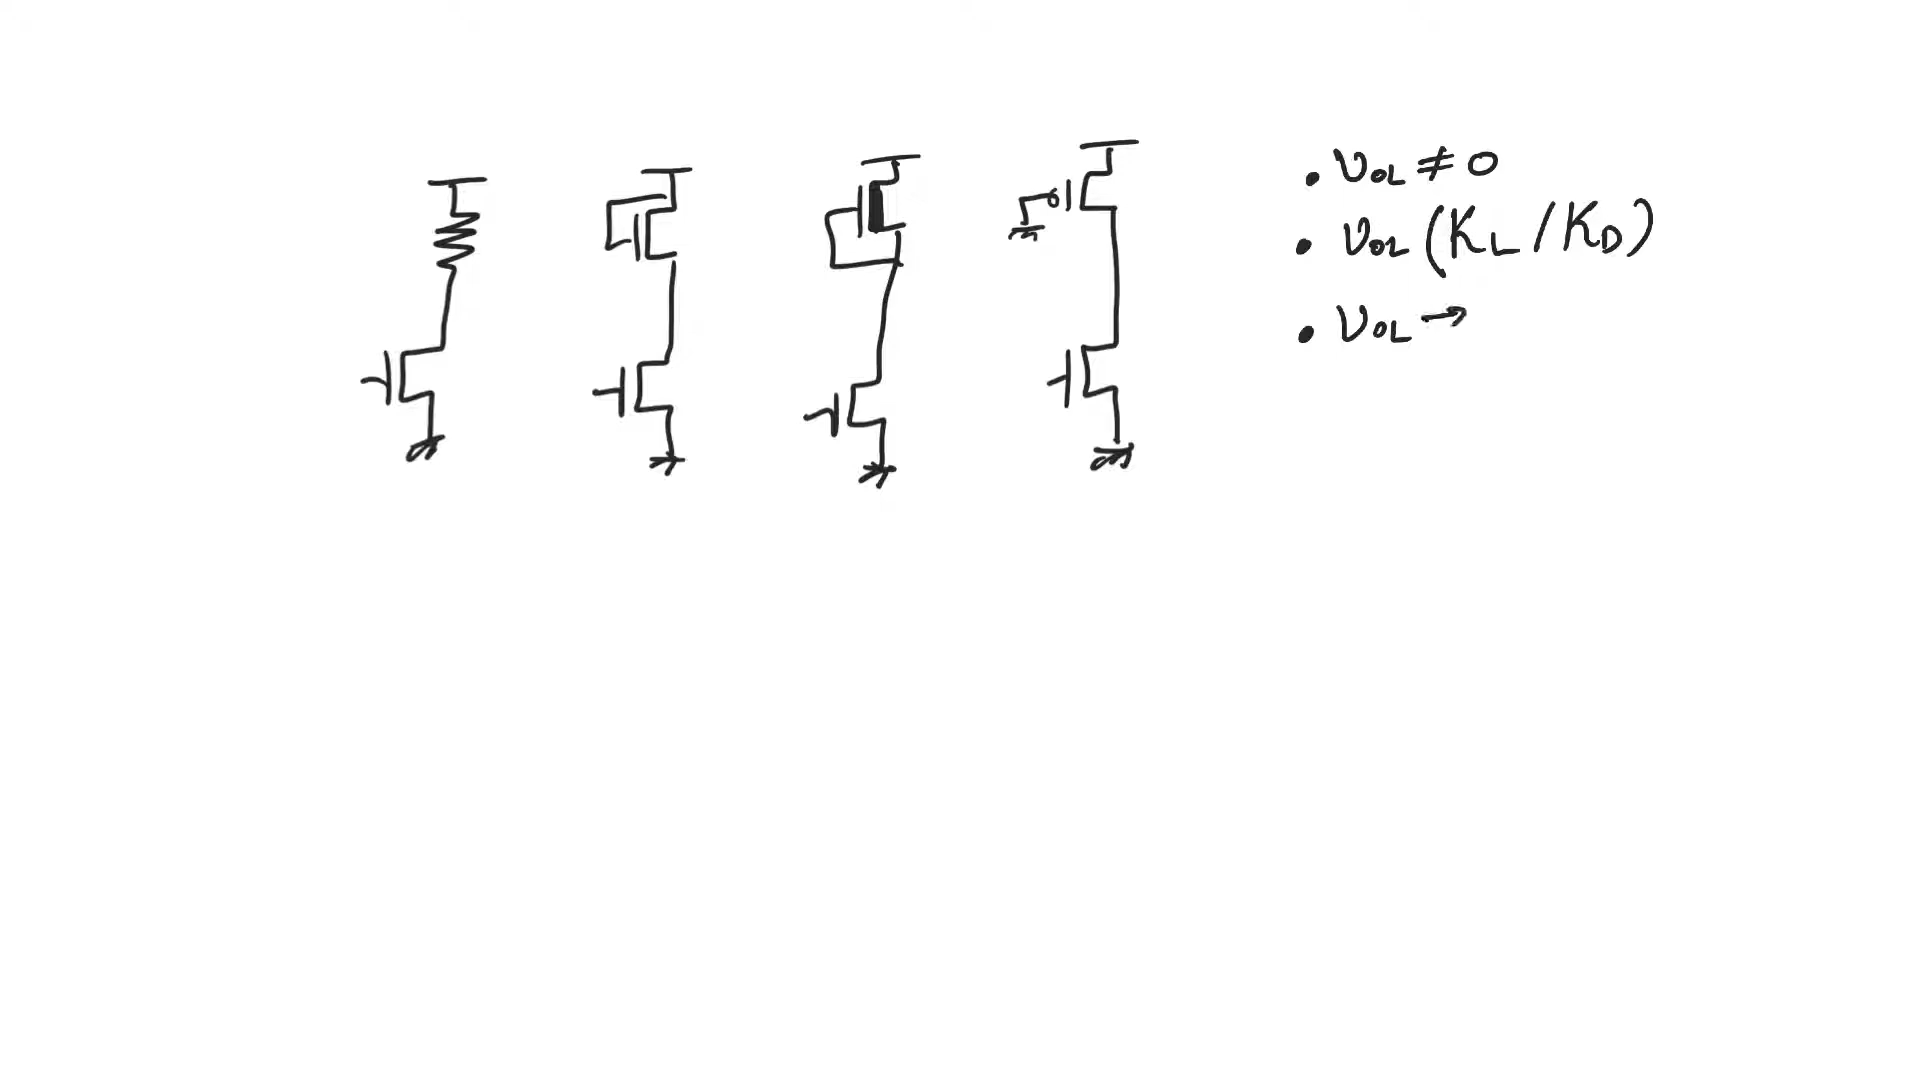 • V_OL ≠ 0
• V_OL (K_L / K_D)
• V_OL →